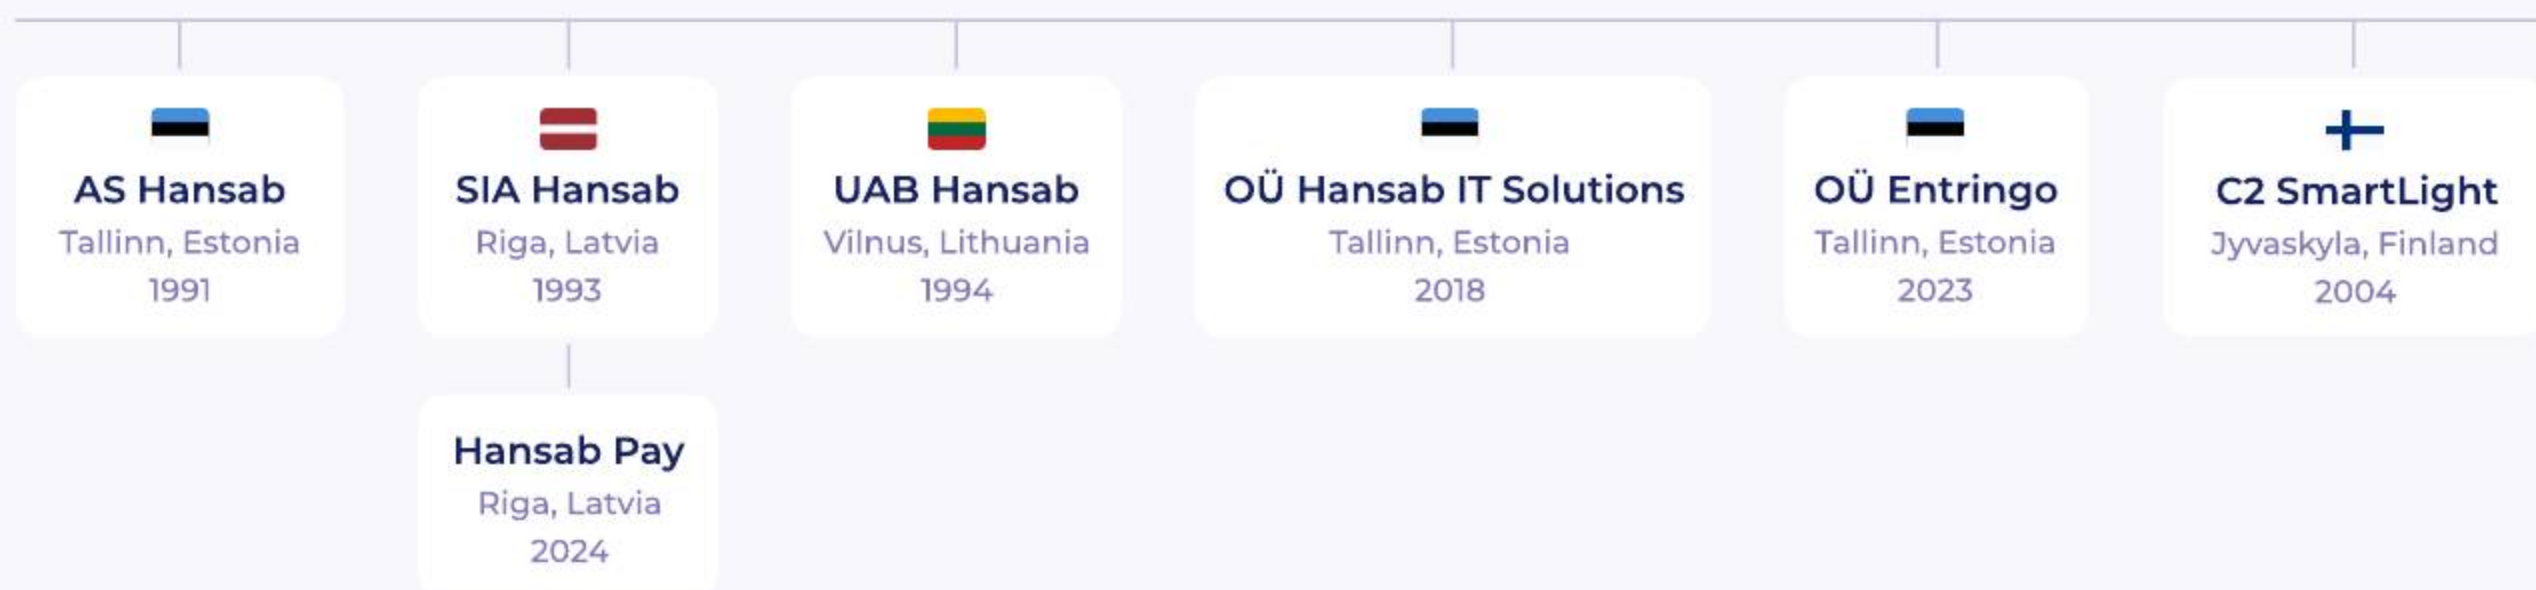 AS Hansab
Tallinn, Estonia
1991
SIA Hansab
Riga, Latvia
1993
UAB Hansab
Vilnus, Lithuania
1994
OÜ Hansab IT Solutions
Tallinn, Estonia
2018
OÜ Entringo
Tallinn, Estonia
2023
C2 SmartLight
Jyvaskyla, Finland
2004
Hansab Pay
Riga, Latvia
2024